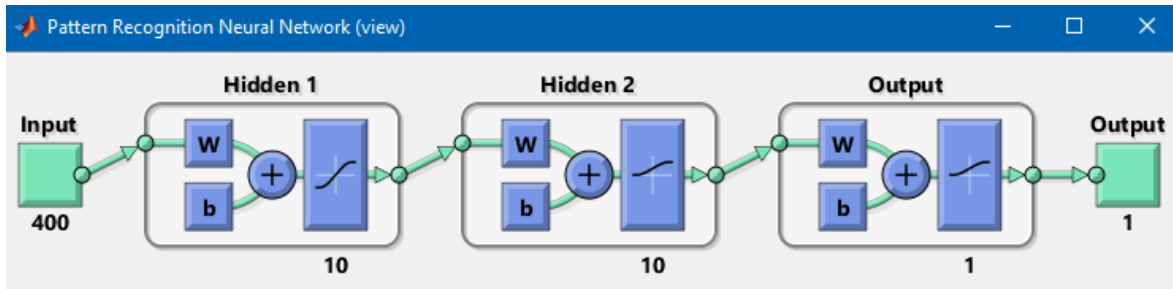 Pattern Recognition Neural Network (view)
Hidden 1 Hidden 2 Output
Input Output
W W W
+ + +
b b b
400 1
10 10 1